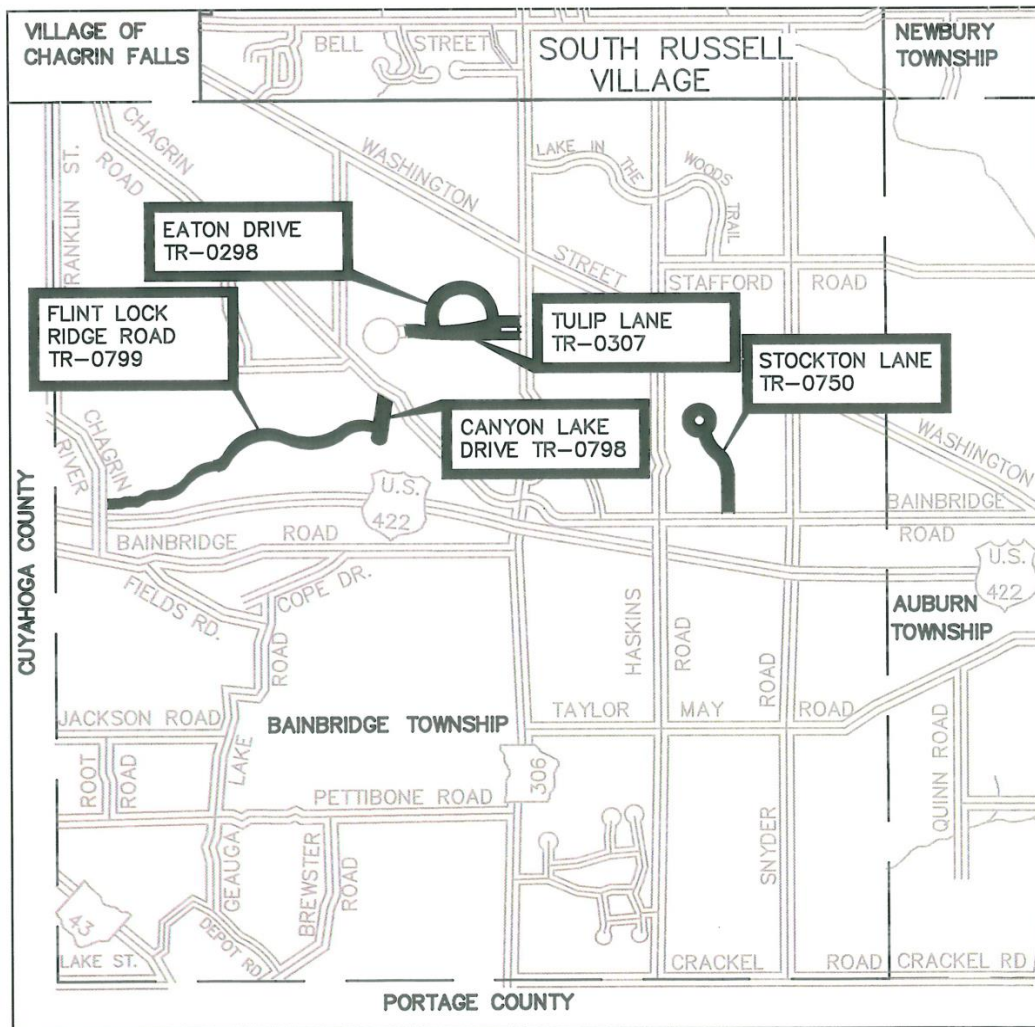 VILLAGE OF
CHAGRIN FALLS
BELL STREET
SOUTH RUSSELL
VILLAGE
NEWBURY
TOWNSHIP
CHAGRIN
ROAD
FRANKLIN ST.
WASHINGTON
STREET
LAKE IN THE WOODS TRAIL
STAFFORD ROAD
EATON DRIVE
TR-0298
FLINT LOCK
RIDGE ROAD
TR-0799
TULIP LANE
TR-0307
STOCKTON LANE
TR-0750
CANYON LAKE
DRIVE TR-0798
CHAGRIN
RIVER
WASHINGTON
BAINBRIDGE
ROAD
U.S.
422
BAINBRIDGE ROAD
U.S.
422
FIELDS RD.
COPE DR.
CUYAHOGA COUNTY
AUBURN
TOWNSHIP
HASKINS
ROAD
ROAD
JACKSON ROAD
BAINBRIDGE TOWNSHIP
TAYLOR MAY ROAD
ROOT
ROAD
LAKE
ROAD
306
QUINN ROAD
PETTIBONE ROAD
GEAUGA
BREWSTER
ROAD
SNYDER
43
DEPOT RD
LAKE ST.
CRACKEL ROAD
CRACKEL RD
PORTAGE COUNTY